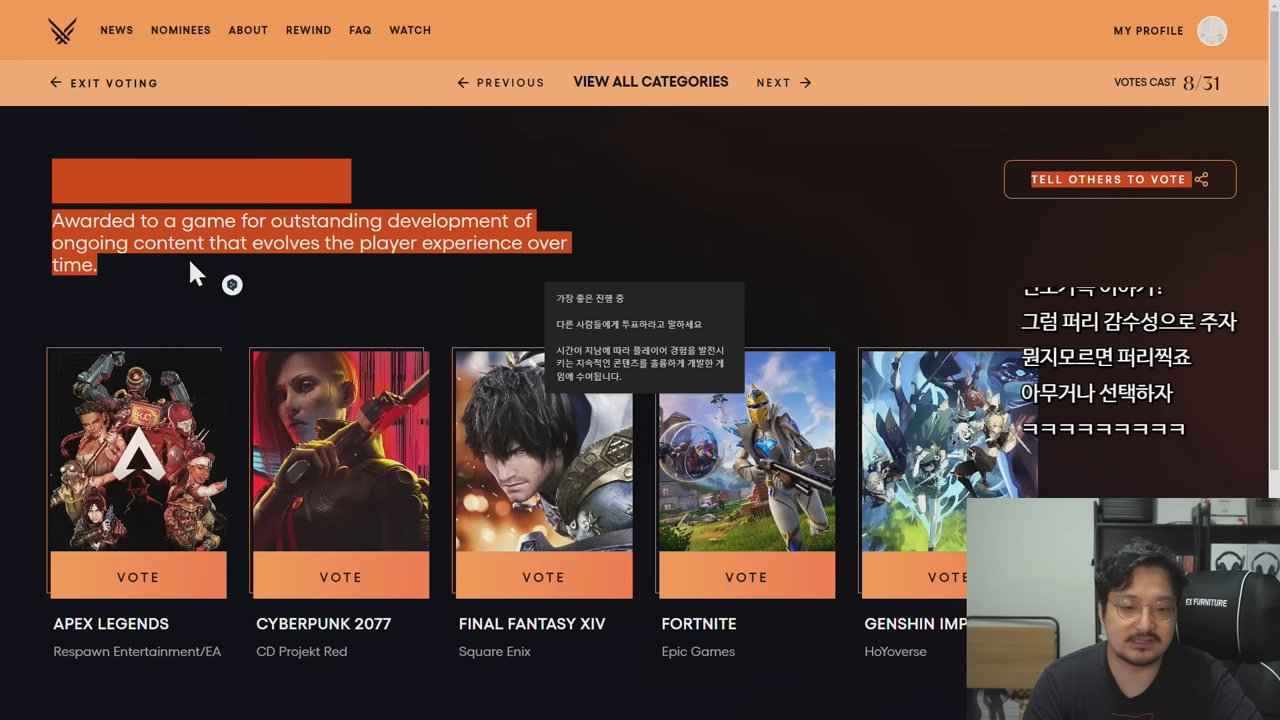 NEWS NOMINEES ABOUT REWIND FAQ WATCH MY PROFILE
EXIT VOTING PREVIOUS VIEW ALL CATEGORIES NEXT VOTES CAST 8/31
TELL OTHERS TO VOTE
Awarded to a game for outstanding development of
ongoing content that evolves the player experience over
time.
가장 좋은 진행 중
다른 사람들에게 투표하라고 말하세요
시간이 지남에 따라 플레이어 경험을 발전시
키는 지속적인 콘텐츠를 훌륭하게 개발한 게
임에 수여됩니다.
그럼 퍼리 감수성으로 주자
뭔지모르면 퍼리찍죠
아무거나 선택하자
ㅋㅋㅋㅋㅋㅋㅋㅋㅋ
VOTE VOTE VOTE VOTE VOTE
APEX LEGENDS CYBERPUNK 2077 FINAL FANTASY XIV FORTNITE GENSHIN IMP
Respawn Entertainment/EA CD Projekt Red Square Enix Epic Games HoYoverse
EX FURNITURE